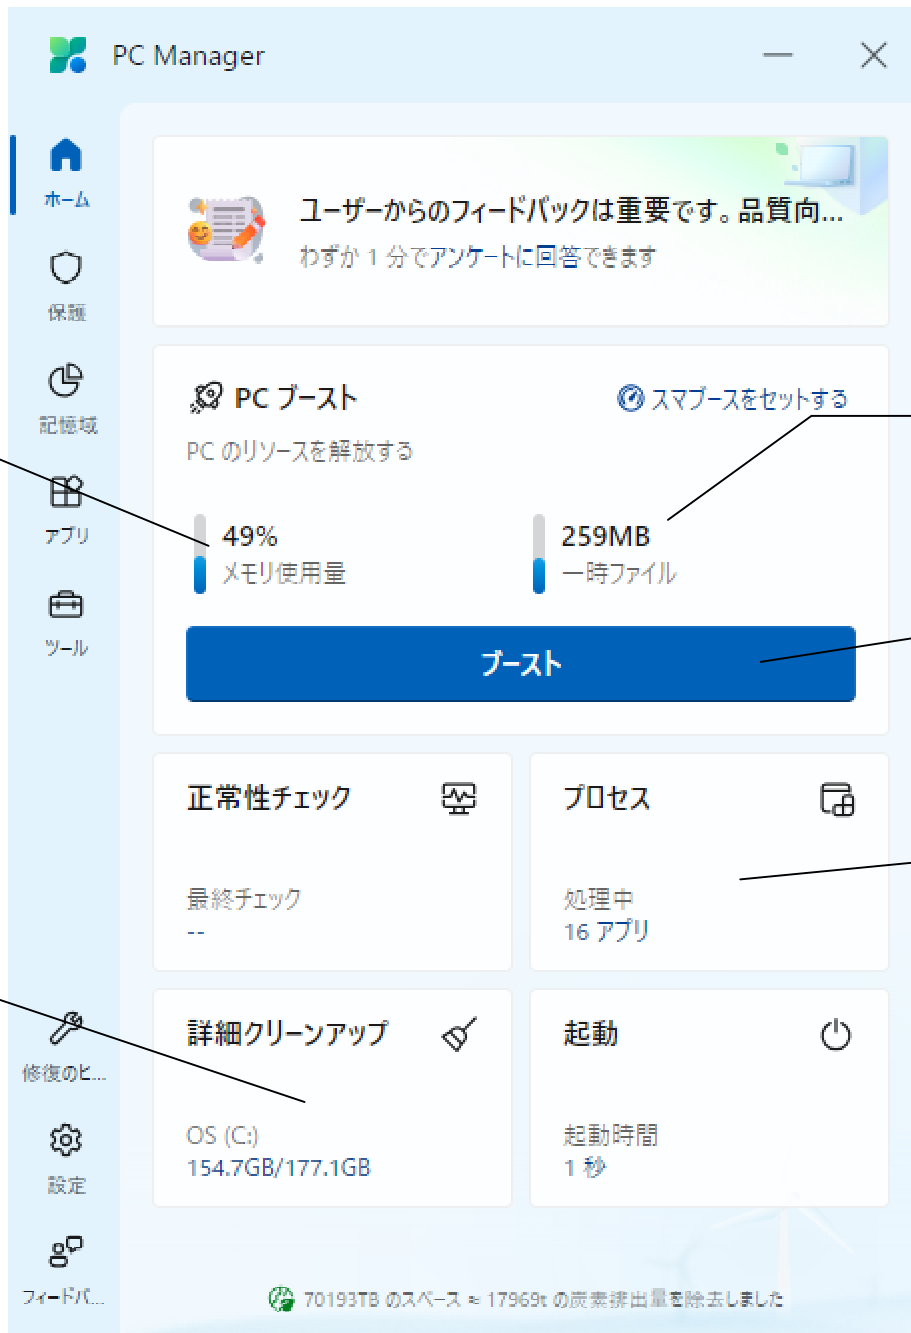 PC Manager
ホーム
保護
記憶域
アプリ
ツール
修復のヒ...
設定
フィードバ...
ユーザーからのフィードバックは重要です。品質向...
わずか 1 分でアンケートに回答できます
PC ブースト
スマブースをセットする
PC のリソースを解放する
49%
メモリ使用量
259MB
一時ファイル
ブースト
正常性チェック
最終チェック
--
プロセス
処理中
16 アプリ
詳細クリーンアップ
OS (C:)
154.7GB/177.1GB
起動
起動時間
1 秒
70193TB のスペース ≈ 17969t の炭素排出量を除去しました